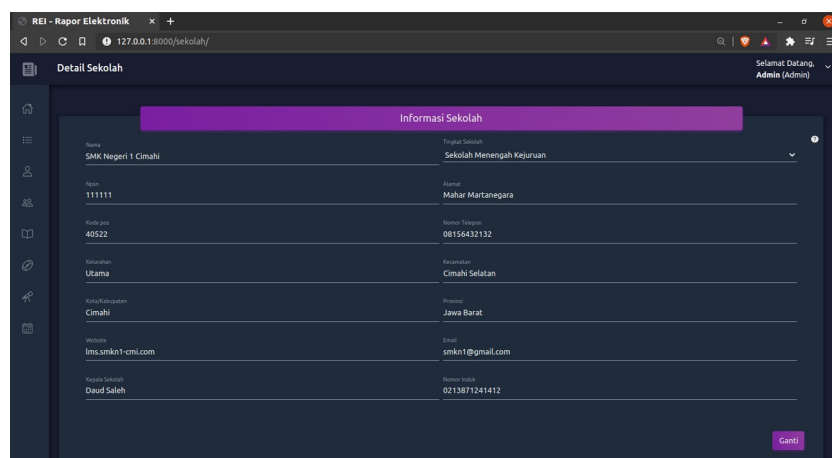 REI - Rapor Elektronik
127.0.0.1:8000/sekolah/
Detail Sekolah
Selamat Datang,
Admin (Admin)
Informasi Sekolah
Nama
SMK Negeri 1 Cimahi
Tingkat Sekolah
Sekolah Menengah Kejuruan
Npsn
111111
Alamat
Mahar Martanegara
Kode pos
40522
Nomor Telepon
08156432132
Kelurahan
Utama
Kecamatan
Cimahi Selatan
Kota/Kabupaten
Cimahi
Provinsi
Jawa Barat
Website
lms.smkn1-cmi.com
Email
smkn1@gmail.com
Kepala Sekolah
Daud Saleh
Nomor Induk
0213871241412
Ganti